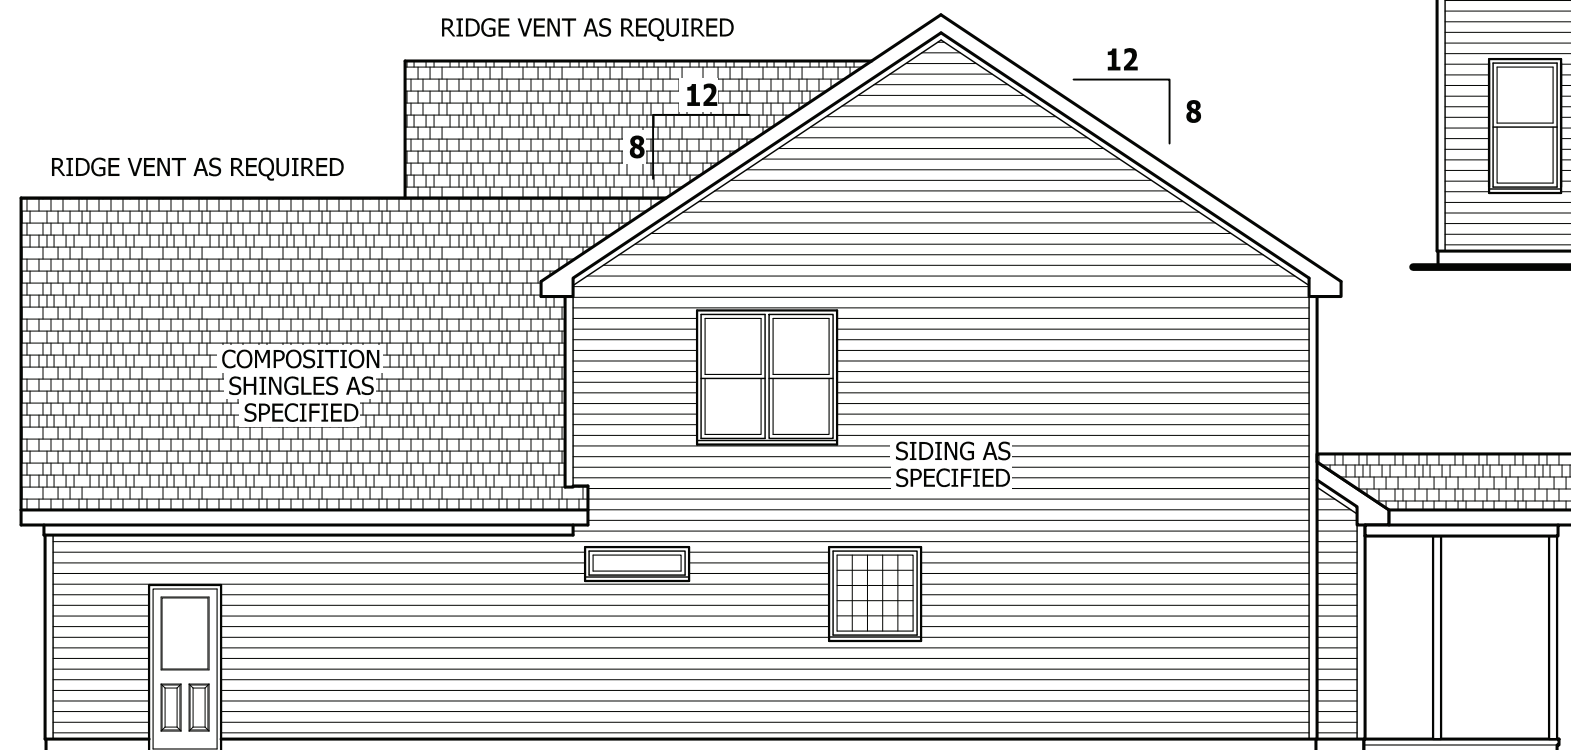 RIDGE VENT AS REQUIRED
12
8
12
8
RIDGE VENT AS REQUIRED
COMPOSITION
SHINGLES AS
SPECIFIED
SIDING AS
SPECIFIED